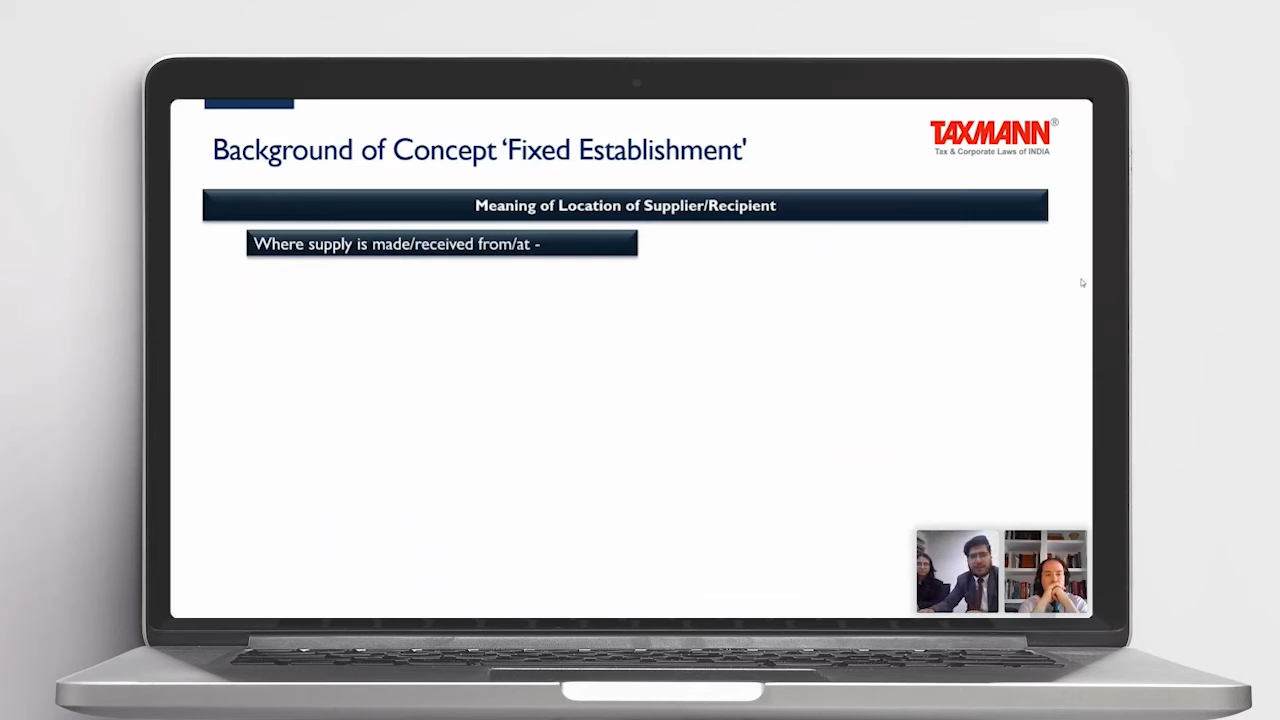 Background of Concept ‘Fixed Establishment'
TAXMANN®
Tax & Corporate Laws of INDIA
Meaning of Location of Supplier/Recipient
Where supply is made/received from/at -